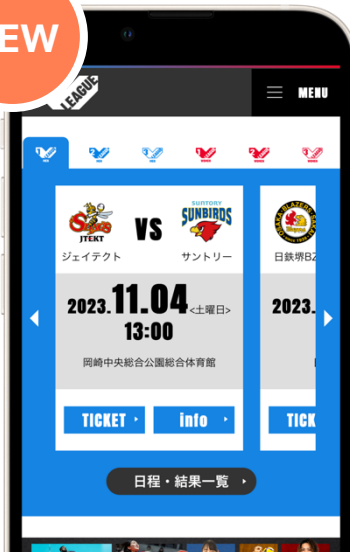 EW
LEAGUE
MENU
STINGS
JTEKT
VS
SUNTORY
SUNBIRDS
ジェイテクト
サントリー
日鉄堺BZ
2023.11.04<土曜日>
13:00
2023.
岡崎中央総合公園総合体育館
TICKET
info
TICK
日程・結果一覧